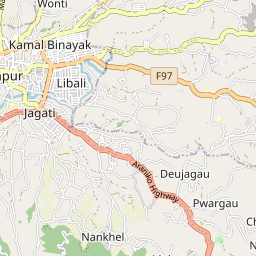 Wonti
Kamal Binayak
pur
F97
Libali
Jagati
Araniko Highway
Deujagau
Pwargau
Nankhel